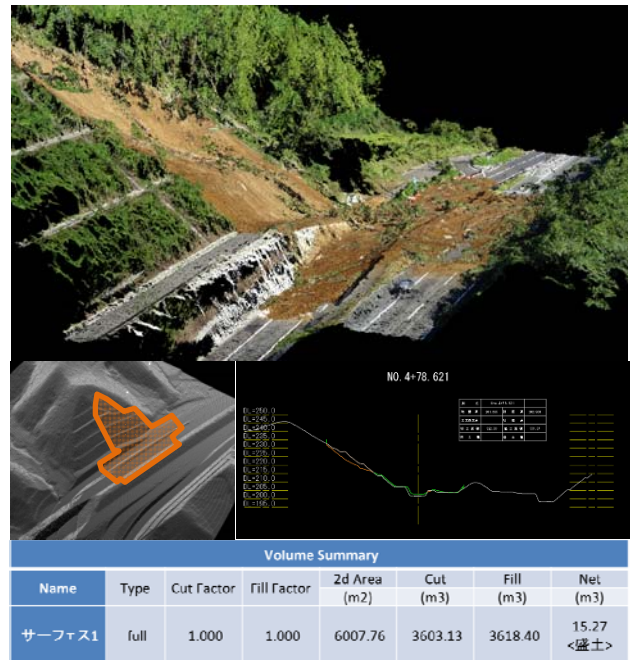 NO.4+78.621
DL=250.0
DL=245.0
DL=240.0
DL=235.0
DL=230.0
DL=225.0
DL=220.0
DL=215.0
DL=210.0
DL=205.0
DL=200.0
DL=195.0
Volume Summary
Name Type Cut Factor Fill Factor 2d Area (m2) Cut (m3) Fill (m3) Net (m3)
サーフェス1 full 1.000 1.000 6007.76 3603.13 3618.40 15.27
<盛土>